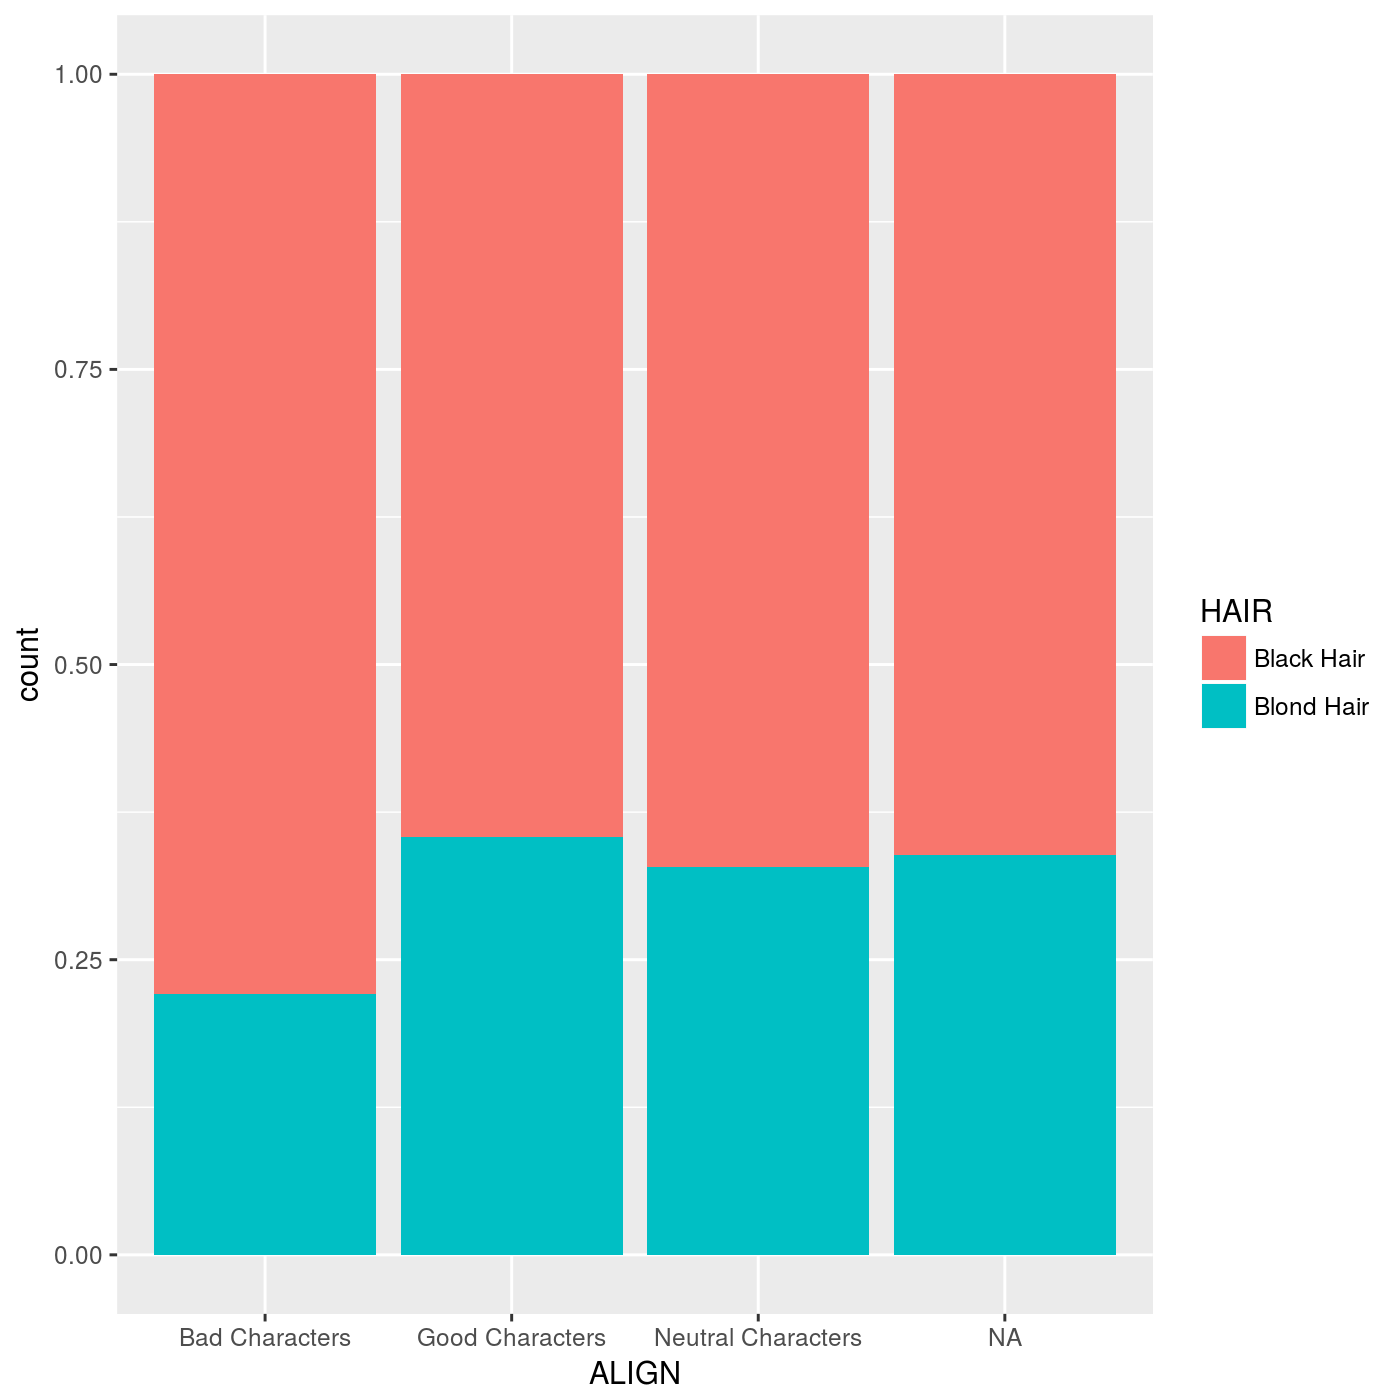 1.00
0.75
0.50
0.25
0.00
count
Bad Characters
Good Characters
Neutral Characters
NA
ALIGN
HAIR
Black Hair
Blond Hair